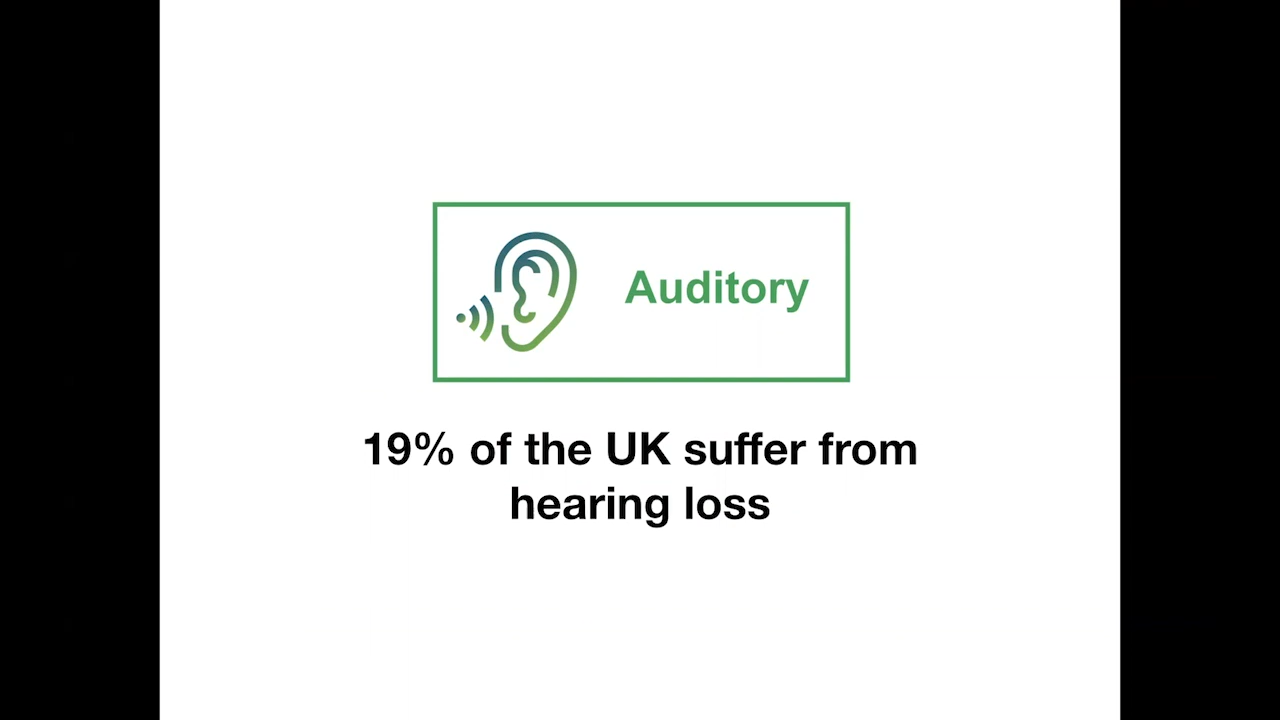 Auditory
19% of the UK suffer from
hearing loss